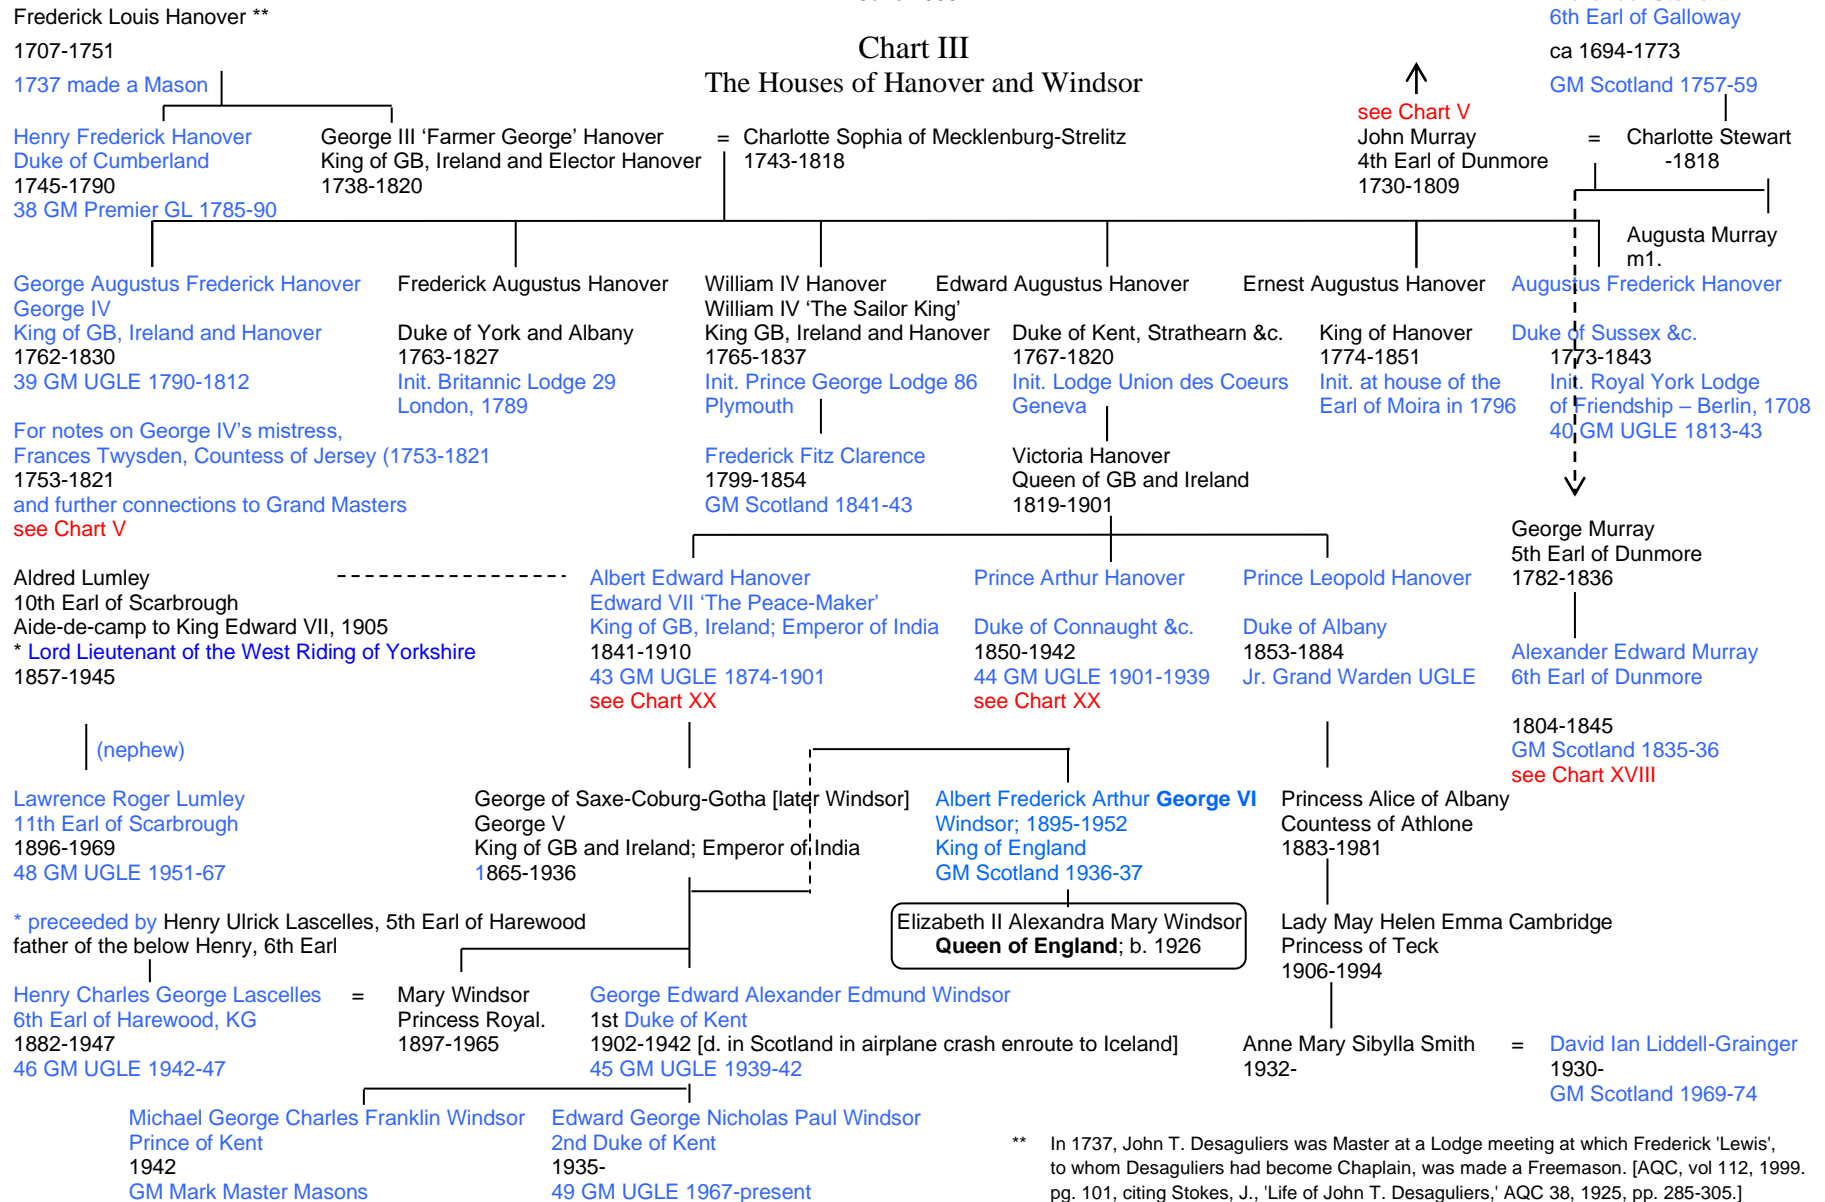 Frederick Louis Hanover **
1707-1751
1737 made a Mason
Chart III
The Houses of Hanover and Windsor
6th Earl of Galloway
ca 1694-1773
GM Scotland 1757-59
Henry Frederick Hanover
Duke of Cumberland
1745-1790
38 GM Premier GL 1785-90
George III ‘Farmer George’ Hanover
King of GB, Ireland and Elector Hanover
1738-1820
=
Charlotte Sophia of Mecklenburg-Strelitz
1743-1818
see Chart V
John Murray
4th Earl of Dunmore
1730-1809
=
Charlotte Stewart
-1818
Augusta Murray
m1.
George Augustus Frederick Hanover
George IV
King of GB, Ireland and Hanover
1762-1830
39 GM UGLE 1790-1812
For notes on George IV’s mistress,
Frances Twysden, Countess of Jersey (1753-1821
1753-1821
and further connections to Grand Masters
see Chart V
Frederick Augustus Hanover
Duke of York and Albany
1763-1827
Init. Britannic Lodge 29
London, 1789
William IV Hanover
William IV ‘The Sailor King’
King GB, Ireland and Hanover
1765-1837
Init. Prince George Lodge 86
Plymouth
Frederick Fitz Clarence
1799-1854
GM Scotland 1841-43
Edward Augustus Hanover
Duke of Kent, Strathearn &c.
1767-1820
Init. Lodge Union des Coeurs
Geneva
Victoria Hanover
Queen of GB and Ireland
1819-1901
Ernest Augustus Hanover
King of Hanover
1774-1851
Init. at house of the
Earl of Moira in 1796
Augustus Frederick Hanover
Duke of Sussex &c.
1773-1843
Init. Royal York Lodge
of Friendship – Berlin, 1708
40 GM UGLE 1813-43
George Murray
5th Earl of Dunmore
1782-1836
Aldred Lumley
10th Earl of Scarbrough
Aide-de-camp to King Edward VII, 1905
* Lord Lieutenant of the West Riding of Yorkshire
1857-1945
Albert Edward Hanover
Edward VII ‘The Peace-Maker’
King of GB, Ireland; Emperor of India
1841-1910
43 GM UGLE 1874-1901
see Chart XX
Prince Arthur Hanover
Duke of Connaught &c.
1850-1942
44 GM UGLE 1901-1939
see Chart XX
Prince Leopold Hanover
Duke of Albany
1853-1884
Jr. Grand Warden UGLE
Alexander Edward Murray
6th Earl of Dunmore
1804-1845
GM Scotland 1835-36
see Chart XVIII
(nephew)
Lawrence Roger Lumley
11th Earl of Scarbrough
1896-1969
48 GM UGLE 1951-67
George of Saxe-Coburg-Gotha [later Windsor]
George V
King of GB and Ireland; Emperor of India
1865-1936
Albert Frederick Arthur George VI
Windsor; 1895-1952
King of England
GM Scotland 1936-37
Princess Alice of Albany
Countess of Athlone
1883-1981
* preceeded by Henry Ulrick Lascelles, 5th Earl of Harewood
father of the below Henry, 6th Earl
Elizabeth II Alexandra Mary Windsor
Queen of England; b. 1926
Lady May Helen Emma Cambridge
Princess of Teck
1906-1994
Henry Charles George Lascelles
6th Earl of Harewood, KG
1882-1947
46 GM UGLE 1942-47
=
Mary Windsor
Princess Royal.
1897-1965
George Edward Alexander Edmund Windsor
1st Duke of Kent
1902-1942 [d. in Scotland in airplane crash enroute to Iceland]
45 GM UGLE 1939-42
Anne Mary Sibylla Smith
1932-
=
David Ian Liddell-Grainger
1930-
GM Scotland 1969-74
Michael George Charles Franklin Windsor
Prince of Kent
1942
GM Mark Master Masons
Edward George Nicholas Paul Windsor
2nd Duke of Kent
1935-
49 GM UGLE 1967-present
** In 1737, John T. Desaguliers was Master at a Lodge meeting at which Frederick 'Lewis',
to whom Desaguliers had become Chaplain, was made a Freemason. [AQC, vol 112, 1999.
pg. 101, citing Stokes, J., 'Life of John T. Desaguliers,' AQC 38, 1925, pp. 285-305.]